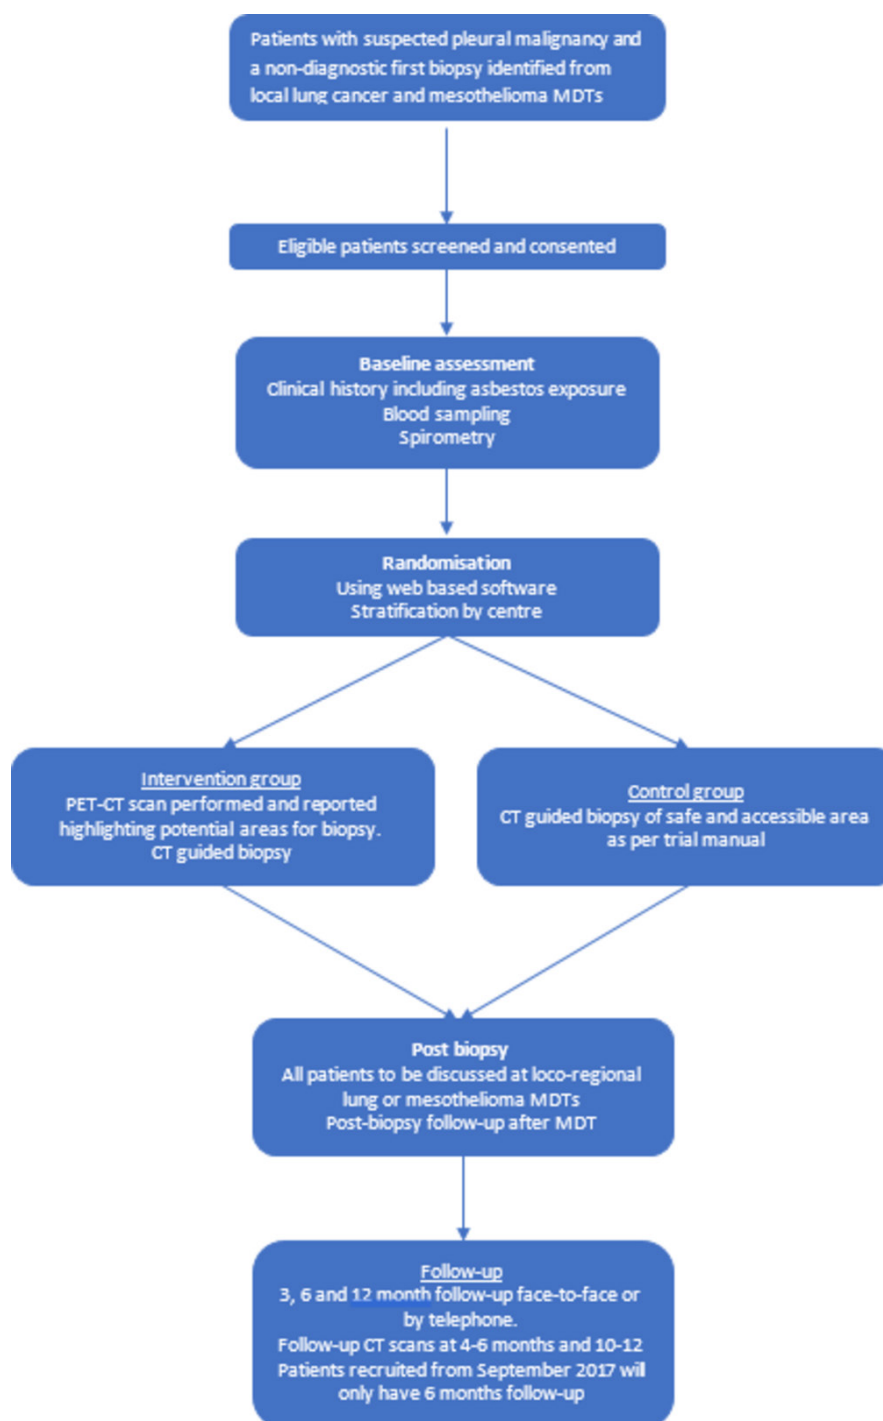 Patients with suspected pleural malignancy and
a non-diagnostic first biopsy identified from
local lung cancer and mesothelioma MDTs
Eligible patients screened and consented
Baseline assessment
Clinical history including asbestos exposure
Blood sampling
Spirometry
Randomisation
Using web based software
Stratification by centre
Intervention group
PET-CT scan performed and reported
highlighting potential areas for biopsy.
CT guided biopsy
Control group
CT guided biopsy of safe and accessible area
as per trial manual
Post biopsy
All patients to be discussed at loco-regional
lung or mesothelioma MDTs
Post-biopsy follow-up after MDT
Follow-up
3, 6 and 12 month follow-up face-to-face or
by telephone.
Follow-up CT scans at 4-6 months and 10-12
Patients recruited from September 2017 will
only have 6 months follow-up